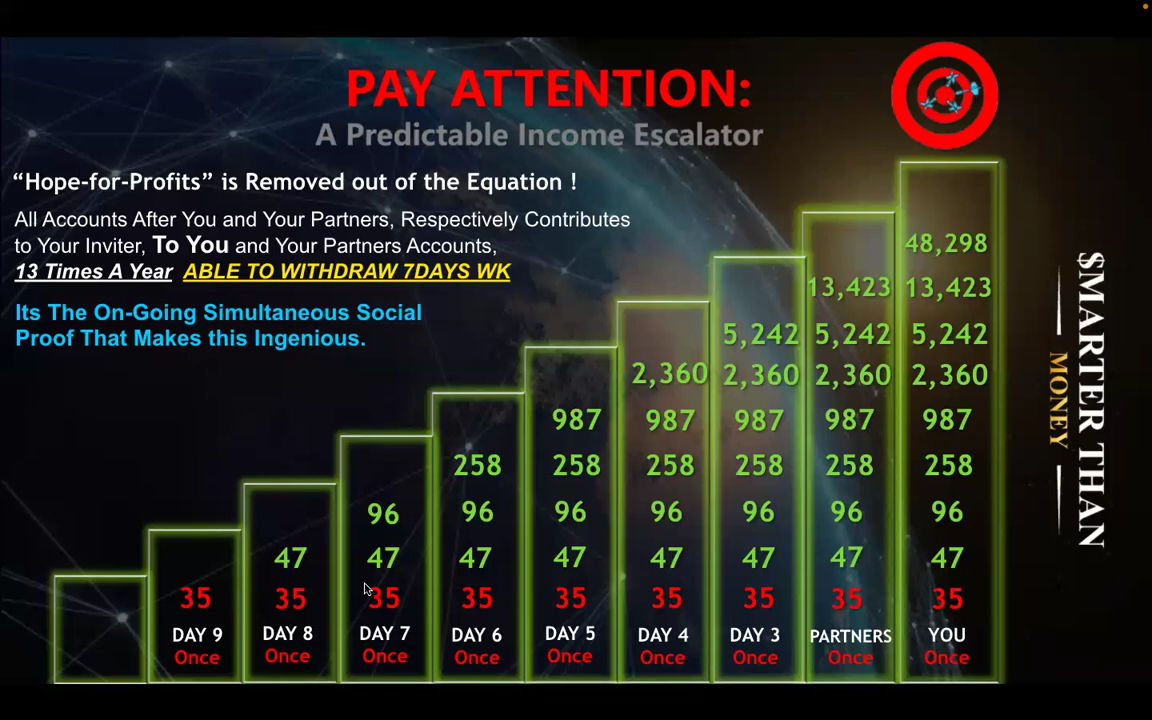 PAY ATTENTION:
A Predictable Income Escalator
“Hope-for-Profits” is Removed out of the Equation !
All Accounts After You and Your Partners, Respectively Contributes
to Your Inviter, To You and Your Partners Accounts,
13 Times A Year ABLE TO WITHDRAW 7DAYS WK
Its The On-Going Simultaneous Social
Proof That Makes this Ingenious.
48,298
13,423 13,423
5,242 5,242 5,242
2,360 2,360 2,360 2,360
987 987 987 987 987
258 258 258 258 258 258
96 96 96 96 96 96 96
47 47 47 47 47 47 47 47
35 35 35 35 35 35 35 35 35
DAY 9 DAY 8 DAY 7 DAY 6 DAY 5 DAY 4 DAY 3 PARTNERS YOU
Once Once Once Once Once Once Once Once Once
$MARTER THAN
MONEY